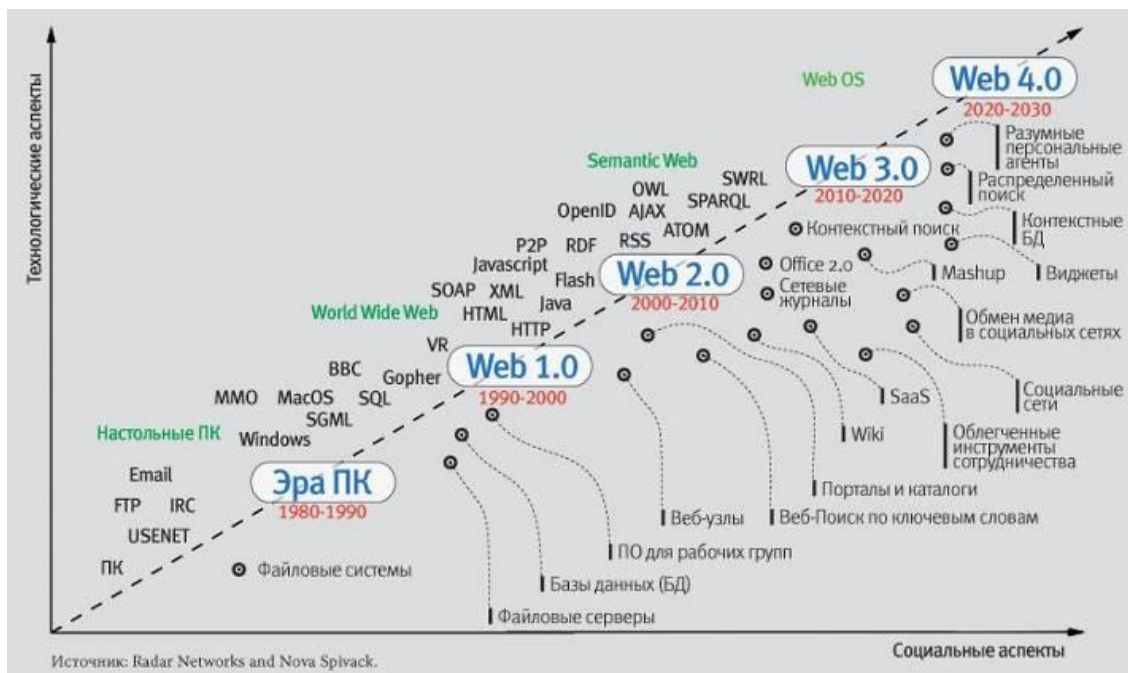 Технологические аспекты
Web OS
Web 4.0
2020-2030
Разумные
персональные
агенты
Semantic Web
Web 3.0
2010-2020
Распределенный
поиск
SWRL
OWL
SPARQL
OpenID
AJAX
ATOM
Контекстный поиск
Контекстные
БД
P2P
RDF
RSS
Javascript
Flash
Web 2.0
2000-2010
Office 2.0
Mashup
Виджеты
Сетевые
журналы
SOAP
XML
Java
World Wide Web
HTML
HTTP
Обмен медиа
в социальных сетях
VR
Web 1.0
1990-2000
BBC
Gopher
MMO
MacOS
SQL
SGML
SaaS
Социальные
сети
Настольные ПК
Windows
Wiki
Облегченные
инструменты
сотрудничества
Email
Эра ПК
1980-1990
Порталы и каталоги
FTP
IRC
USENET
Веб-узлы
Веб-Поиск по ключевым словам
ПО для рабочих групп
ПК
Файловые системы
Базы данных (БД)
Файловые серверы
Социальные аспекты
Источник: Radar Networks and Nova Spivack.